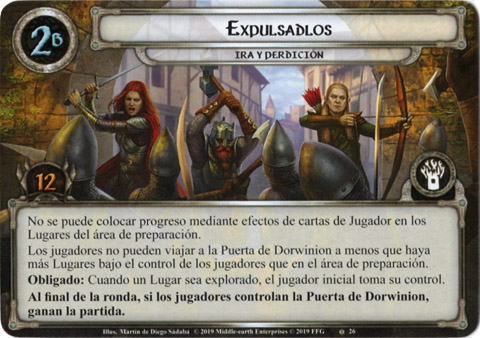 2B
EXPULSADLOS
IRA Y PERDICIÓN
12
No se puede colocar progreso mediante efectos de cartas de Jugador en los
Lugares del área de preparación.
Los jugadores no pueden viajar a la Puerta de Dorwinion a menos que haya
más Lugares bajo el control de los jugadores que en el área de preparación.
Obligado: Cuando un Lugar sea explorado, el jugador inicial toma su control.
Al final de la ronda, si los jugadores controlan la Puerta de Dorwinion,
ganan la partida.
Illus. Martin de Diego Sádaba © 2019 Middle-earth Enterprises © 2019 FFG 26